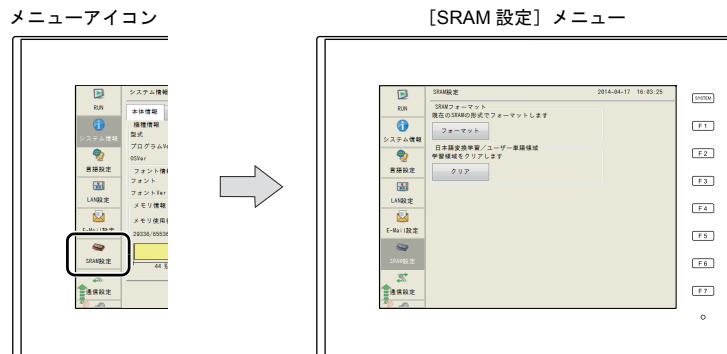 メニューアイコン
［SRAM 設定］メニュー
RUN
システム情報
言語設定
LAN設定
E-Mail設定
SRAM設定
通信設定
システム情報
本体情報
機種情報
型式
プログラムVe
OSVer
フォント情報
フォント
フォントVer
メモリ情報
メモリ使用
29336/65536
44
RUN
システム情報
言語設定
LAN設定
E-Mail設定
SRAM設定
通信設定
SRAM設定 2014-04-17 16:03:25
SRAMフォーマット
現在のSRAMの形式でフォーマットします
フォーマット
日本語変換学習／ユーザー単語領域
学習領域をクリアします
クリア
SYSTEM
F1
F2
F3
F4
F5
F6
F7